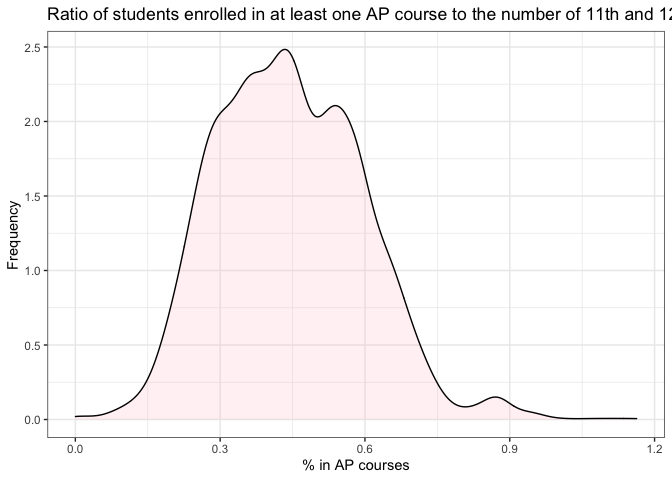 Ratio of students enrolled in at least one AP course to the number of 11th and 12
2.5
2.0
1.5
1.0
0.5
0.0
Frequency
0.0 0.3 0.6 0.9 1.2
% in AP courses